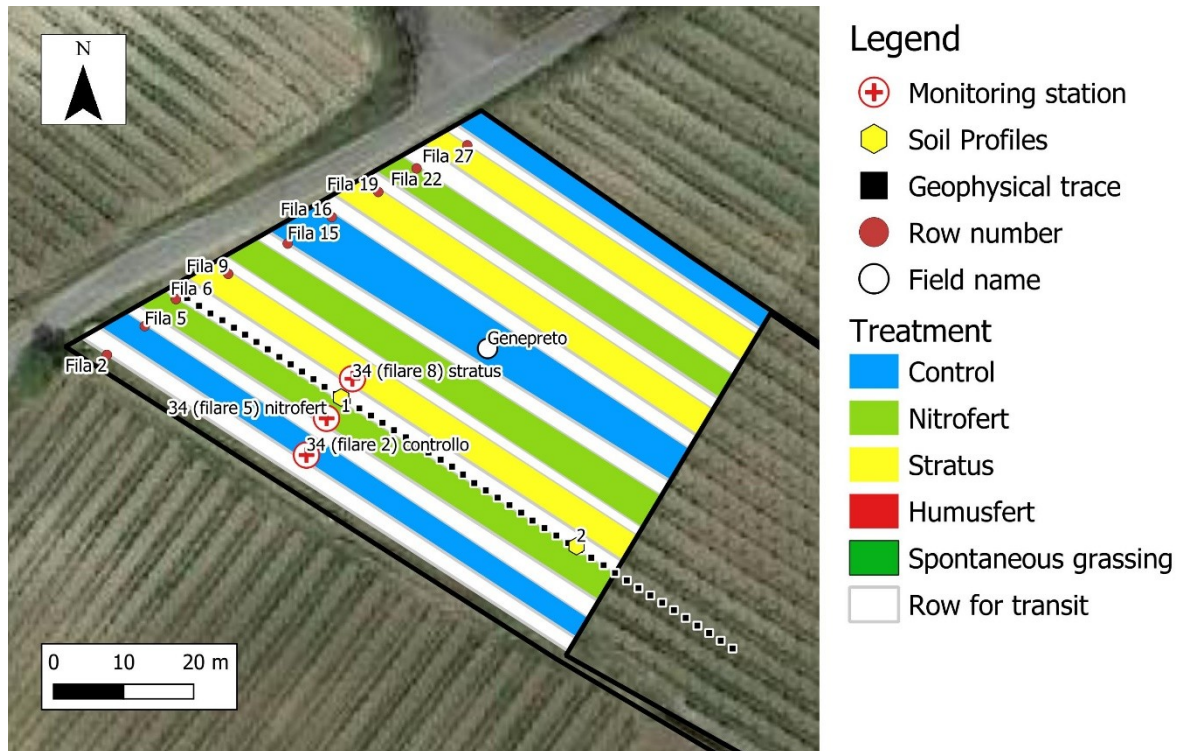 N
Fila 27
Fila 22
Fila 19
Fila 16
Fila 15
Fila 9
Fila 6
Fila 5
Fila 2
Genepreto
34 (filare 8) stratus
1
34 (filare 5) nitrofert
34 (filare 2) controllo
2
0 10 20 m
Legend
Monitoring station
Soil Profiles
Geophysical trace
Row number
Field name
Treatment
Control
Nitrofert
Stratus
Humusfert
Spontaneous grassing
Row for transit